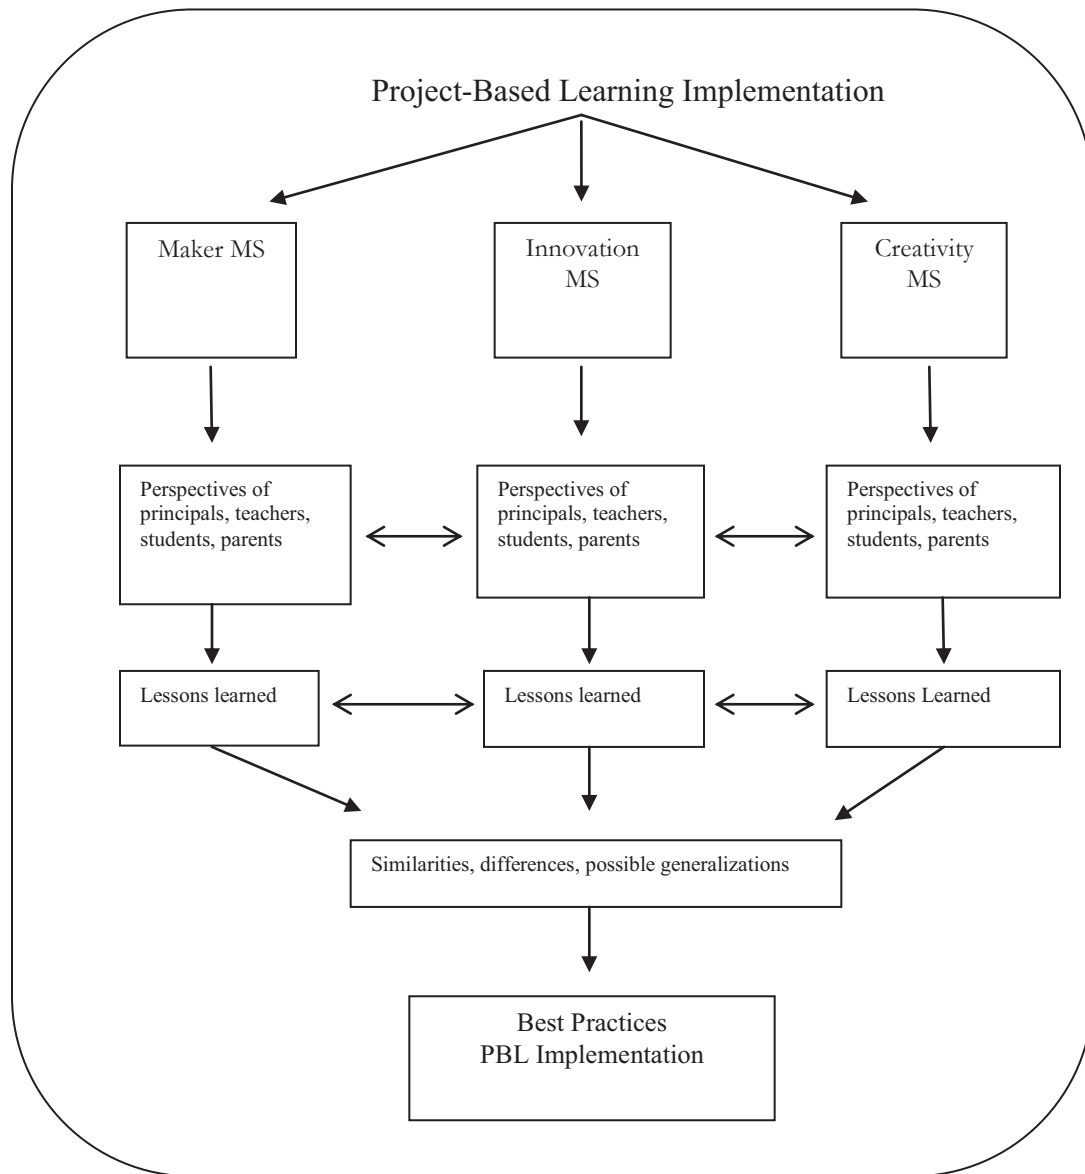 Project-Based Learning Implementation
Maker MS
Innovation
MS
Creativity
MS
Perspectives of
principals, teachers,
students, parents
Perspectives of
principals, teachers,
students, parents
Perspectives of
principals, teachers,
students, parents
Lessons learned
Lessons learned
Lessons Learned
Similarities, differences, possible generalizations
Best Practices
PBL Implementation